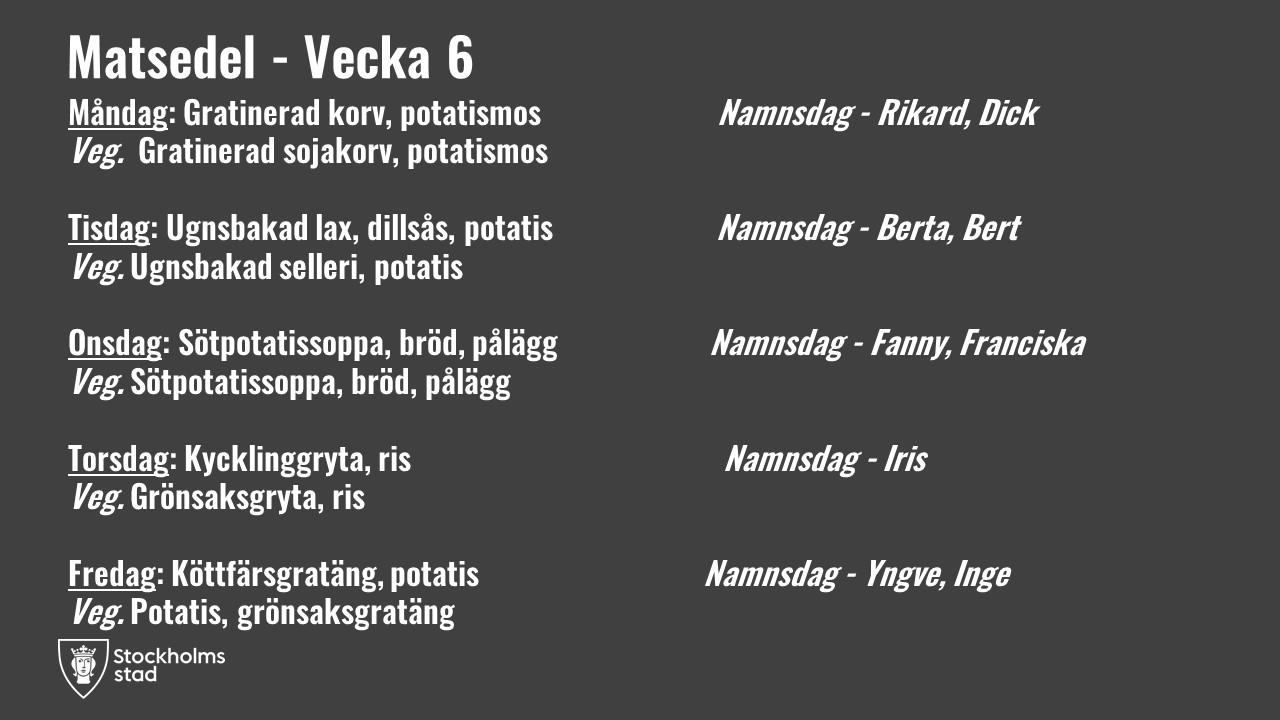 Matsedel - Vecka 6
Måndag: Gratinerad korv, potatismos Namnsdag - Rikard, Dick
Veg. Gratinerad sojakorv, potatismos
Tisdag: Ugnsbakad lax, dillsås, potatis Namnsdag - Berta, Bert
Veg. Ugnsbakad selleri, potatis
Onsdag: Sötpotatissoppa, bröd, pålägg Namnsdag - Fanny, Franciska
Veg. Sötpotatissoppa, bröd, pålägg
Torsdag: Kycklinggryta, ris Namnsdag - Iris
Veg. Grönsaksgryta, ris
Fredag: Köttfärsgratäng, potatis Namnsdag - Yngve, Inge
Veg. Potatis, grönsaksgratäng
Stockholms
stad